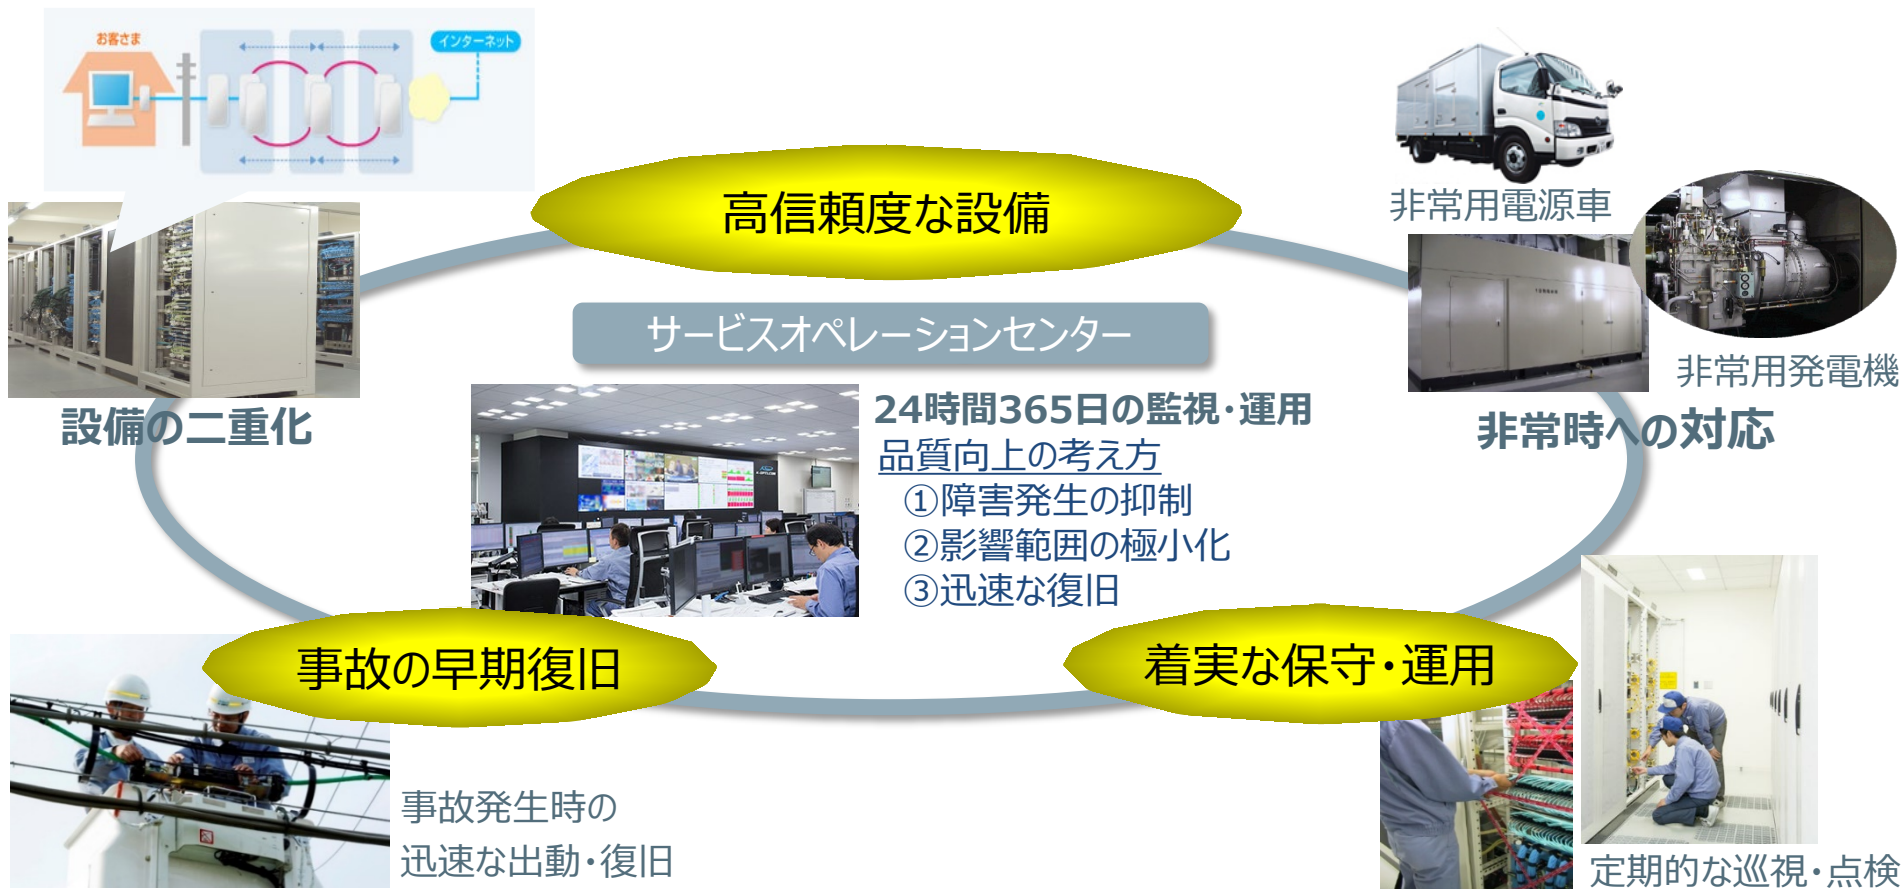 お客さま
インターネット
高信頼度な設備
非常用電源車
非常用発電機
サービスオペレーションセンター
設備の二重化
24時間365日の監視・運用
品質向上の考え方
①障害発生の抑制
②影響範囲の極小化
③迅速な復旧
非常時への対応
事故の早期復旧
着実な保守・運用
事故発生時の
迅速な出動・復旧
定期的な巡視・点検